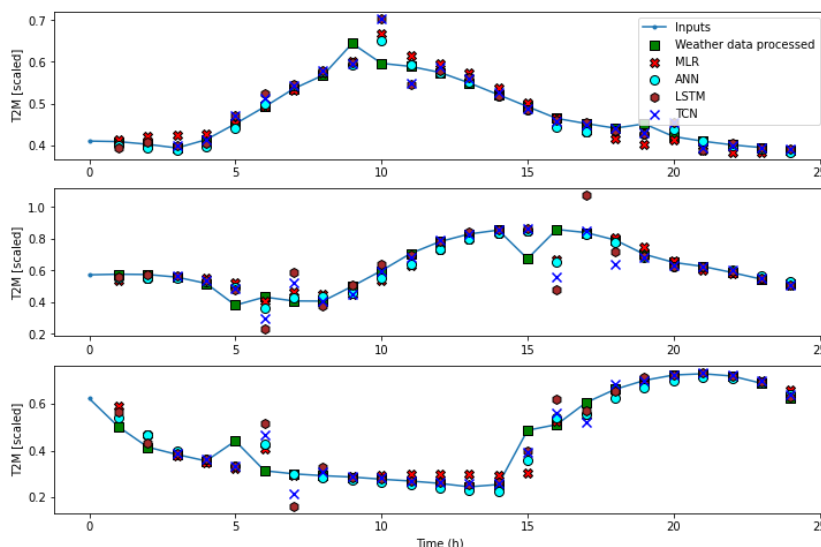 0.7
0.6
0.5
0.4
T2M [scaled]
Inputs
Weather data processed
MLR
ANN
LSTM
TCN
0 5 10 15 20 25
1.0
0.8
0.6
0.4
0.2
T2M [scaled]
0 5 10 15 20 25
0.6
0.4
0.2
T2M [scaled]
0 5 10 15 20 25
Time (h)